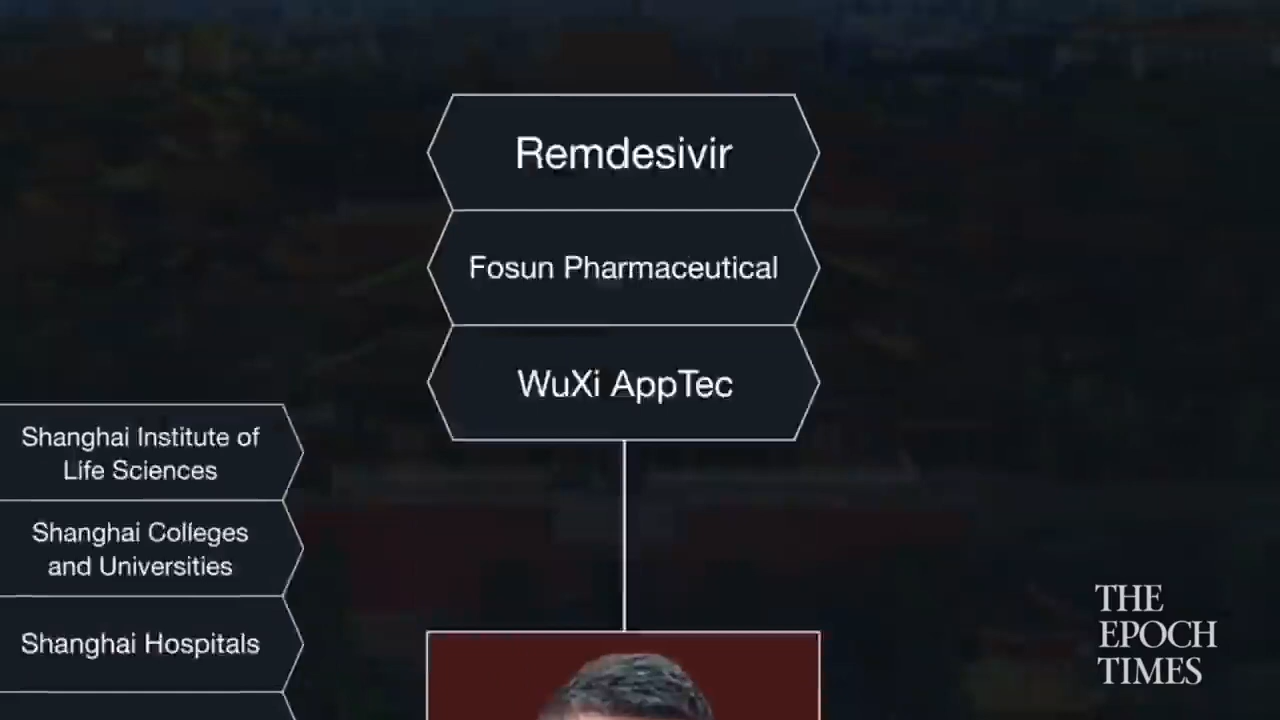 Remdesivir
Fosun Pharmaceutical
WuXi AppTec
Shanghai Institute of
Life Sciences
Shanghai Colleges
and Universities
Shanghai Hospitals
THE
EPOCH
TIMES